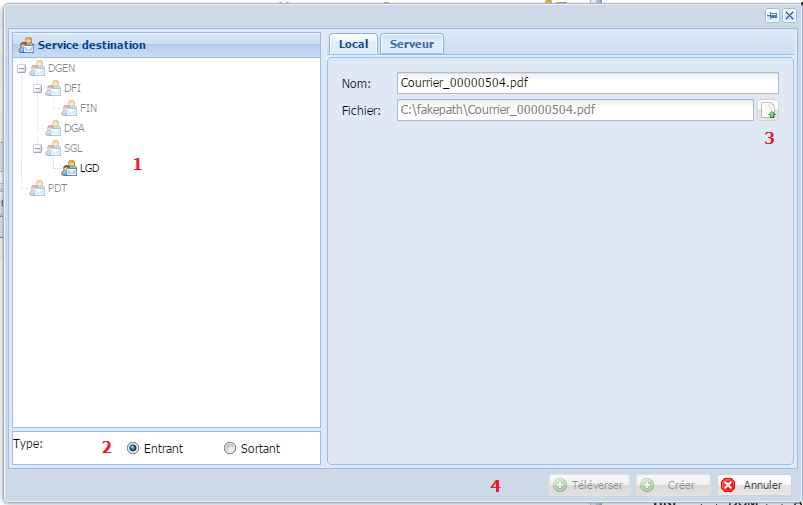 Service destination
DGEN
DFI
FIN
DGA
SGL
LGD
PDT
1
Type:
2
Entrant
Sortant
Local
Serveur
Nom:
Courrier_00000504.pdf
Fichier:
C:\fakepath\Courrier_00000504.pdf
3
4
Téléverser
Créer
Annuler